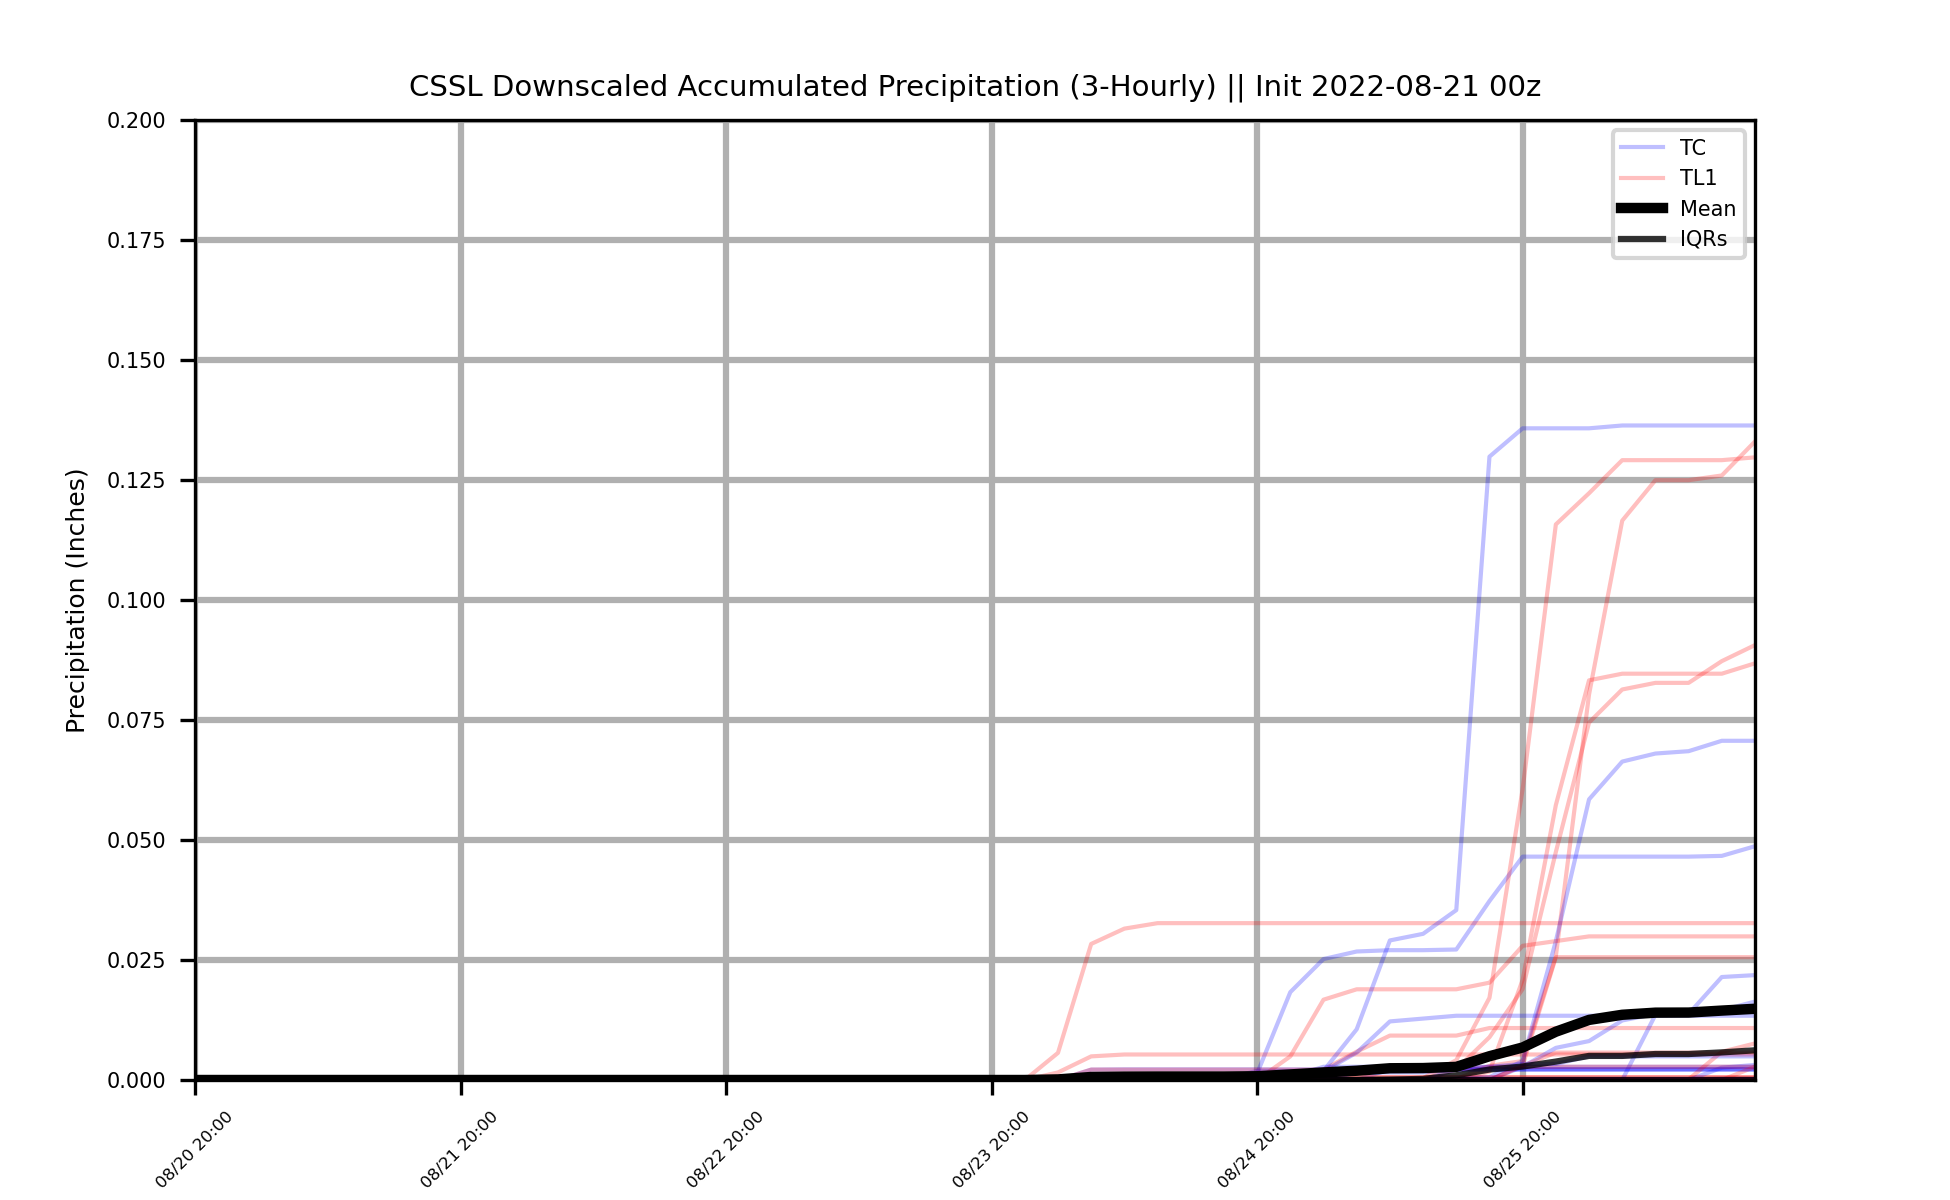 CSSL Downscaled Accumulated Precipitation (3-Hourly) || Init 2022-08-21 00z
TC
TL1
Mean
IQRs
Precipitation (Inches)
0.200
0.175
0.150
0.125
0.100
0.075
0.050
0.025
0.000
08/20 20:00
08/21 20:00
08/22 20:00
08/23 20:00
08/24 20:00
08/25 20:00